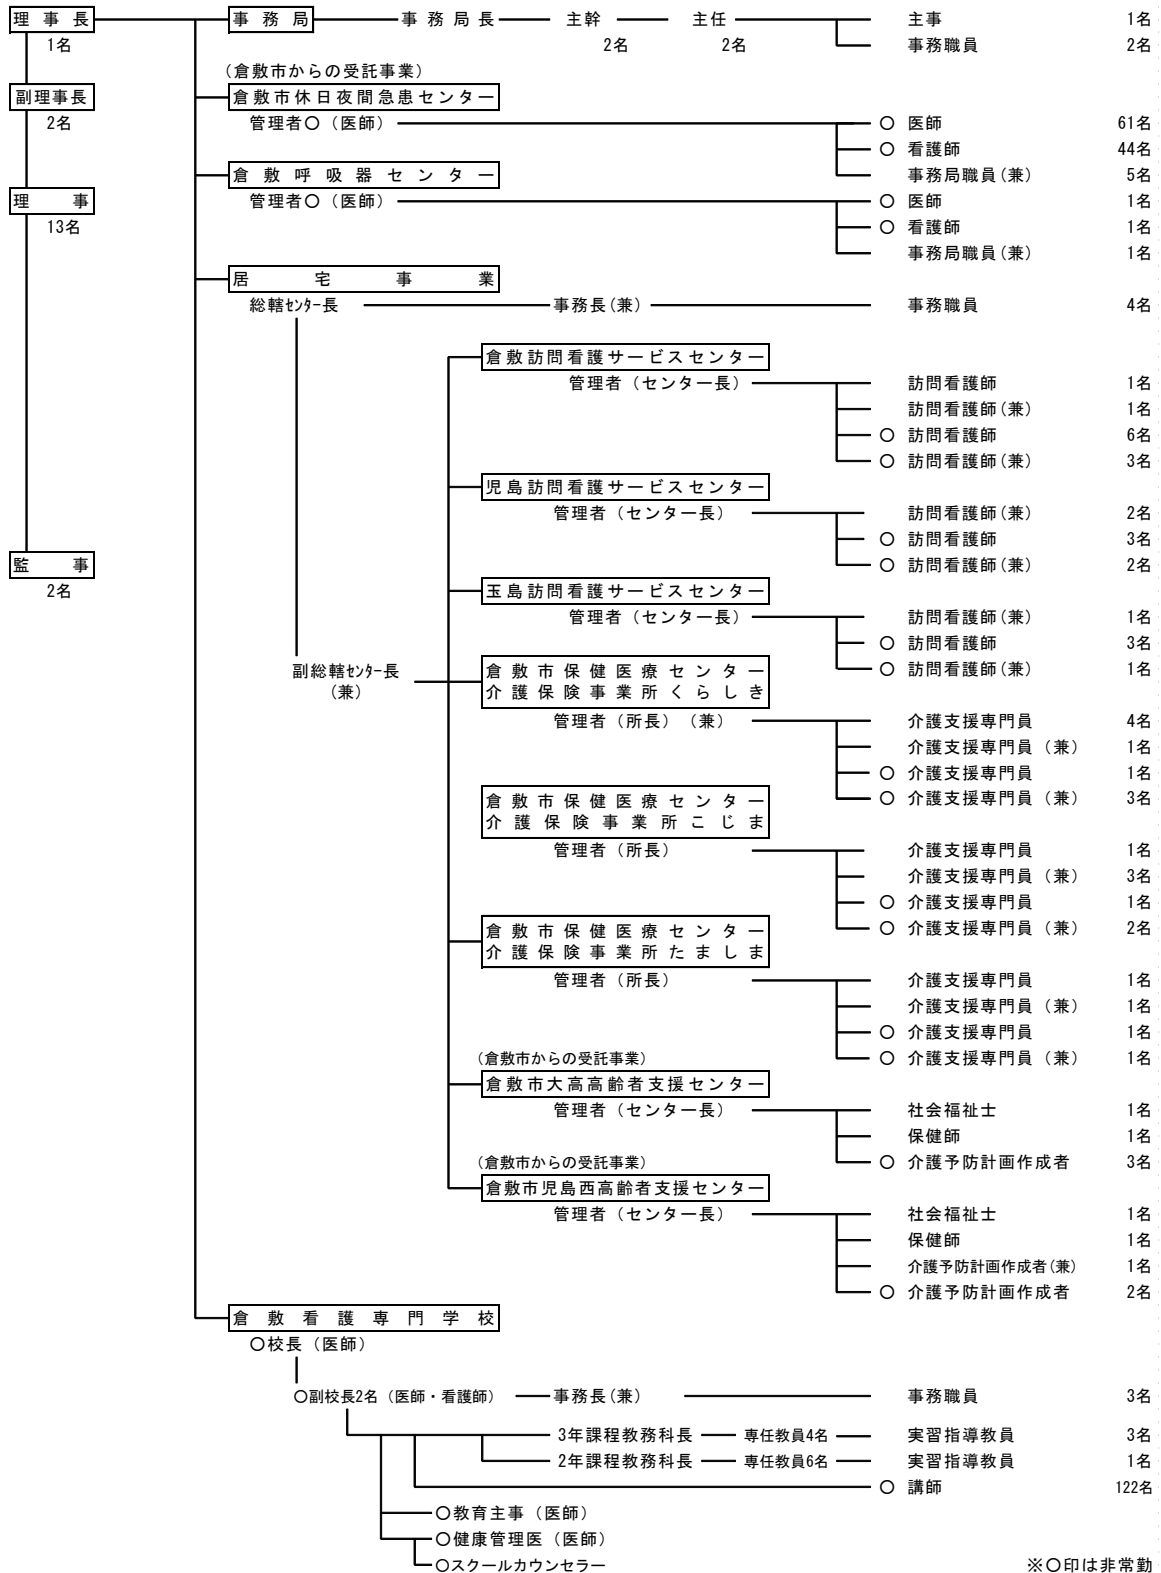 理事長 事務局 事務局長 主幹 主任 主事 1名
1名 2名 2名 事務職員 2名
(倉敷市からの受託事業)
副理事長 倉敷市休日夜間急患センター
2名 管理者〇(医師) 〇 医師 61名
〇 看護師 44名
倉敷呼吸器センター 事務局職員(兼) 5名
理事 管理者〇(医師) 〇 医師 1名
13名 〇 看護師 1名
事務局職員(兼) 1名
居宅事業
総轄センター長 事務長(兼) 事務職員 4名
倉敷訪問看護サービスセンター
管理者(センター長) 訪問看護師 1名
訪問看護師(兼) 1名
〇 訪問看護師 6名
〇 訪問看護師(兼) 3名
児島訪問看護サービスセンター
管理者(センター長) 訪問看護師(兼) 2名
〇 訪問看護師 3名
監事 〇 訪問看護師(兼) 2名
2名 玉島訪問看護サービスセンター
管理者(センター長) 訪問看護師(兼) 1名
〇 訪問看護師 3名
〇 訪問看護師(兼) 1名
副総轄センター長
(兼)
倉敷市保健医療センター
介護保険事業所くらしき
管理者(所長)(兼) 介護支援専門員 4名
介護支援専門員(兼) 1名
〇 介護支援専門員 1名
〇 介護支援専門員(兼) 3名
倉敷市保健医療センター
介護保険事業所こじま
管理者(所長) 介護支援専門員 1名
介護支援専門員(兼) 3名
〇 介護支援専門員 1名
〇 介護支援専門員(兼) 2名
倉敷市保健医療センター
介護保険事業所たましま
管理者(所長) 介護支援専門員 1名
介護支援専門員(兼) 1名
〇 介護支援専門員 1名
〇 介護支援専門員(兼) 1名
(倉敷市からの受託事業)
倉敷市大高高齢者支援センター
管理者(センター長) 社会福祉士 1名
保健師 1名
〇 介護予防計画作成者 3名
(倉敷市からの受託事業)
倉敷市児島西高齢者支援センター
管理者(センター長) 社会福祉士 1名
保健師 1名
介護予防計画作成者(兼) 1名
〇 介護予防計画作成者 2名
倉敷看護専門学校
〇校長(医師)
〇副校長2名(医師・看護師) 事務長(兼) 事務職員 3名
3年課程教務科長 専任教員4名 実習指導教員 3名
2年課程教務科長 専任教員6名 実習指導教員 1名
〇 講師 122名
〇教育主事(医師)
〇健康管理医(医師)
〇スクールカウンセラー ※〇印は非常勤